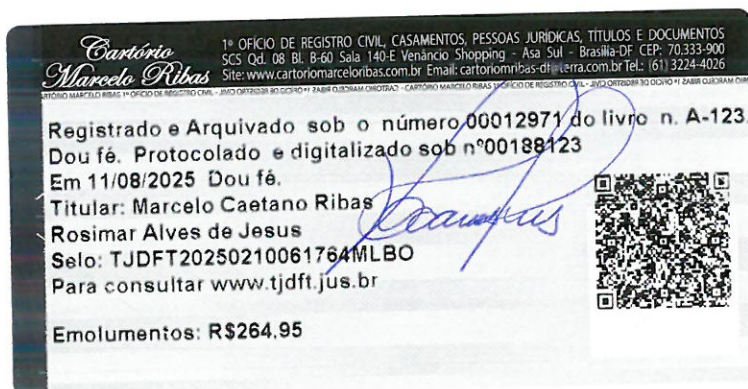 Cartório
Marcelo Ribas
1º OFÍCIO DE REGISTRO CIVIL, CASAMENTOS, PESSOAS JURÍDICAS, TÍTULOS E DOCUMENTOS
SCS Qd. 08 Bl. B-60 Sala 140-E Venâncio Shopping - Asa Sul - Brasília-DF CEP: 70.333-900
Site: www.cartoriomarceloribas.com.br Email: cartoriomribas-df@terra.com.br Tel.: (61) 3224-4026
Registrado e Arquivado sob o número 00012971 do livro n. A-123.
Dou fé. Protocolado e digitalizado sob nº00188123
Em 11/08/2025 Dou fé.
Titular: Marcelo Caetano Ribas
Rosimar Alves de Jesus
Selo: TJDFT20250210061764MLBO
Para consultar www.tjdft.jus.br
Emolumentos: R$264,95